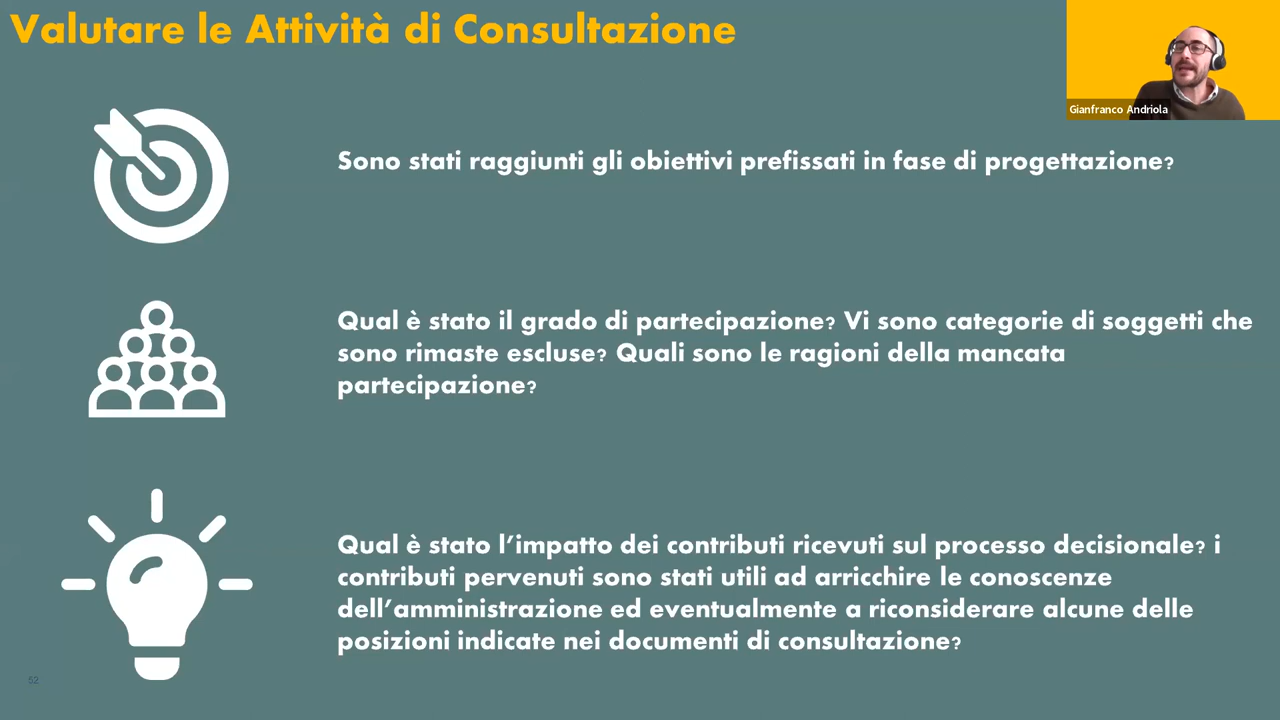 Valutare le Attività di Consultazione
Gianfranco Andriola
Sono stati raggiunti gli obiettivi prefissati in fase di progettazione?
Qual è stato il grado di partecipazione? Vi sono categorie di soggetti che
sono rimaste escluse? Quali sono le ragioni della mancata
partecipazione?
Qual è stato l’impatto dei contributi ricevuti sul processo decisionale? i
contributi pervenuti sono stati utili ad arricchire le conoscenze
dell’amministrazione ed eventualmente a riconsiderare alcune delle
posizioni indicate nei documenti di consultazione?
52